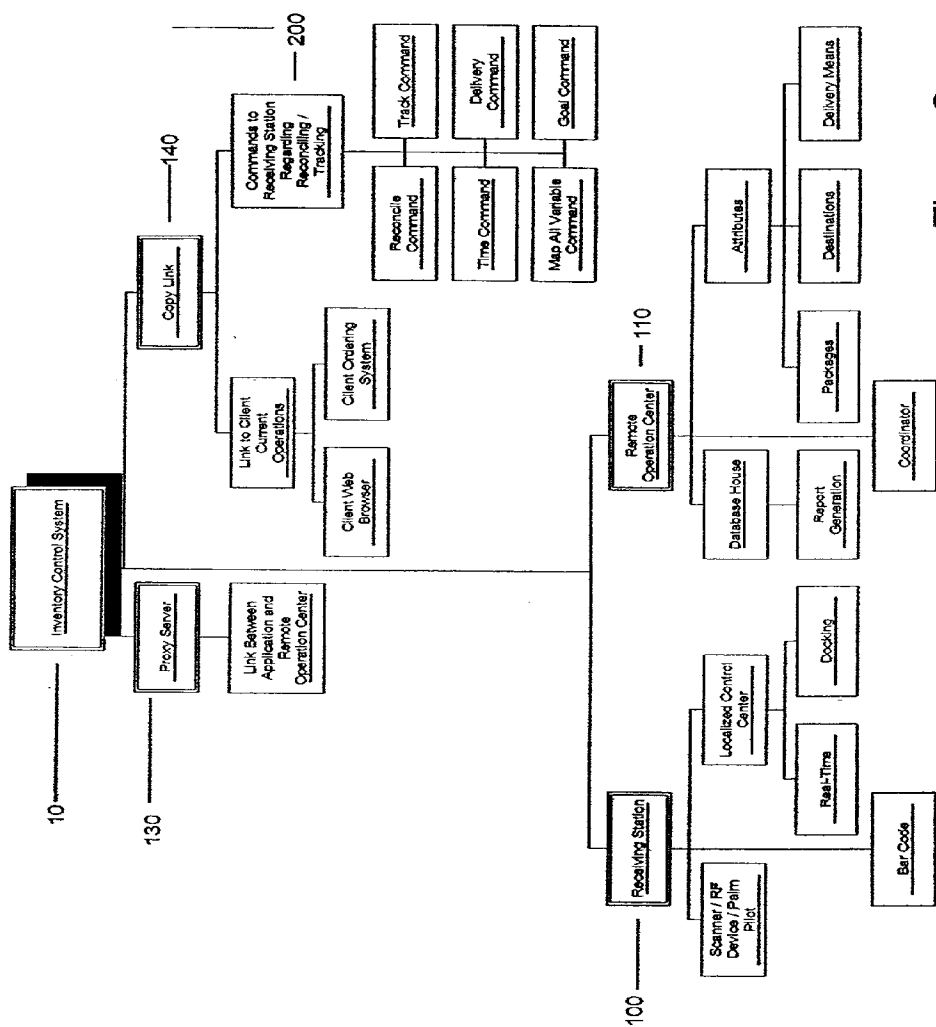 10
Inventory Control System
130
Proxy Server
Link Between
Application and
Remote
Operation Center
Copy Link
140
Link to Client
Current
Operations
Client Web
Browser
Client Ordering
System
Commands to
Receiving Station
Regarding
Reconciling /
Tracking
200
Reconcile
Command
Track Command
Time Command
Delivery
Command
Map All Variable
Command
Goal Command
100
Receiving Station
Scanner / RF
Device / Palm
Pilot
Localized Control
Center
Real-Time
Docking
Bar Code
Remote
Operation Center
110
Database House
Report
Generation
Attributes
Packages
Destinations
Delivery Means
Coordinator